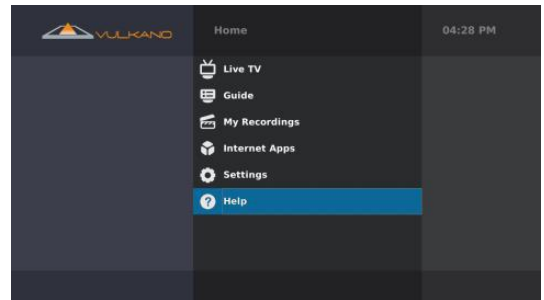 VULKANO
Home
04:28 PM
Live TV
Guide
My Recordings
Internet Apps
Settings
Help